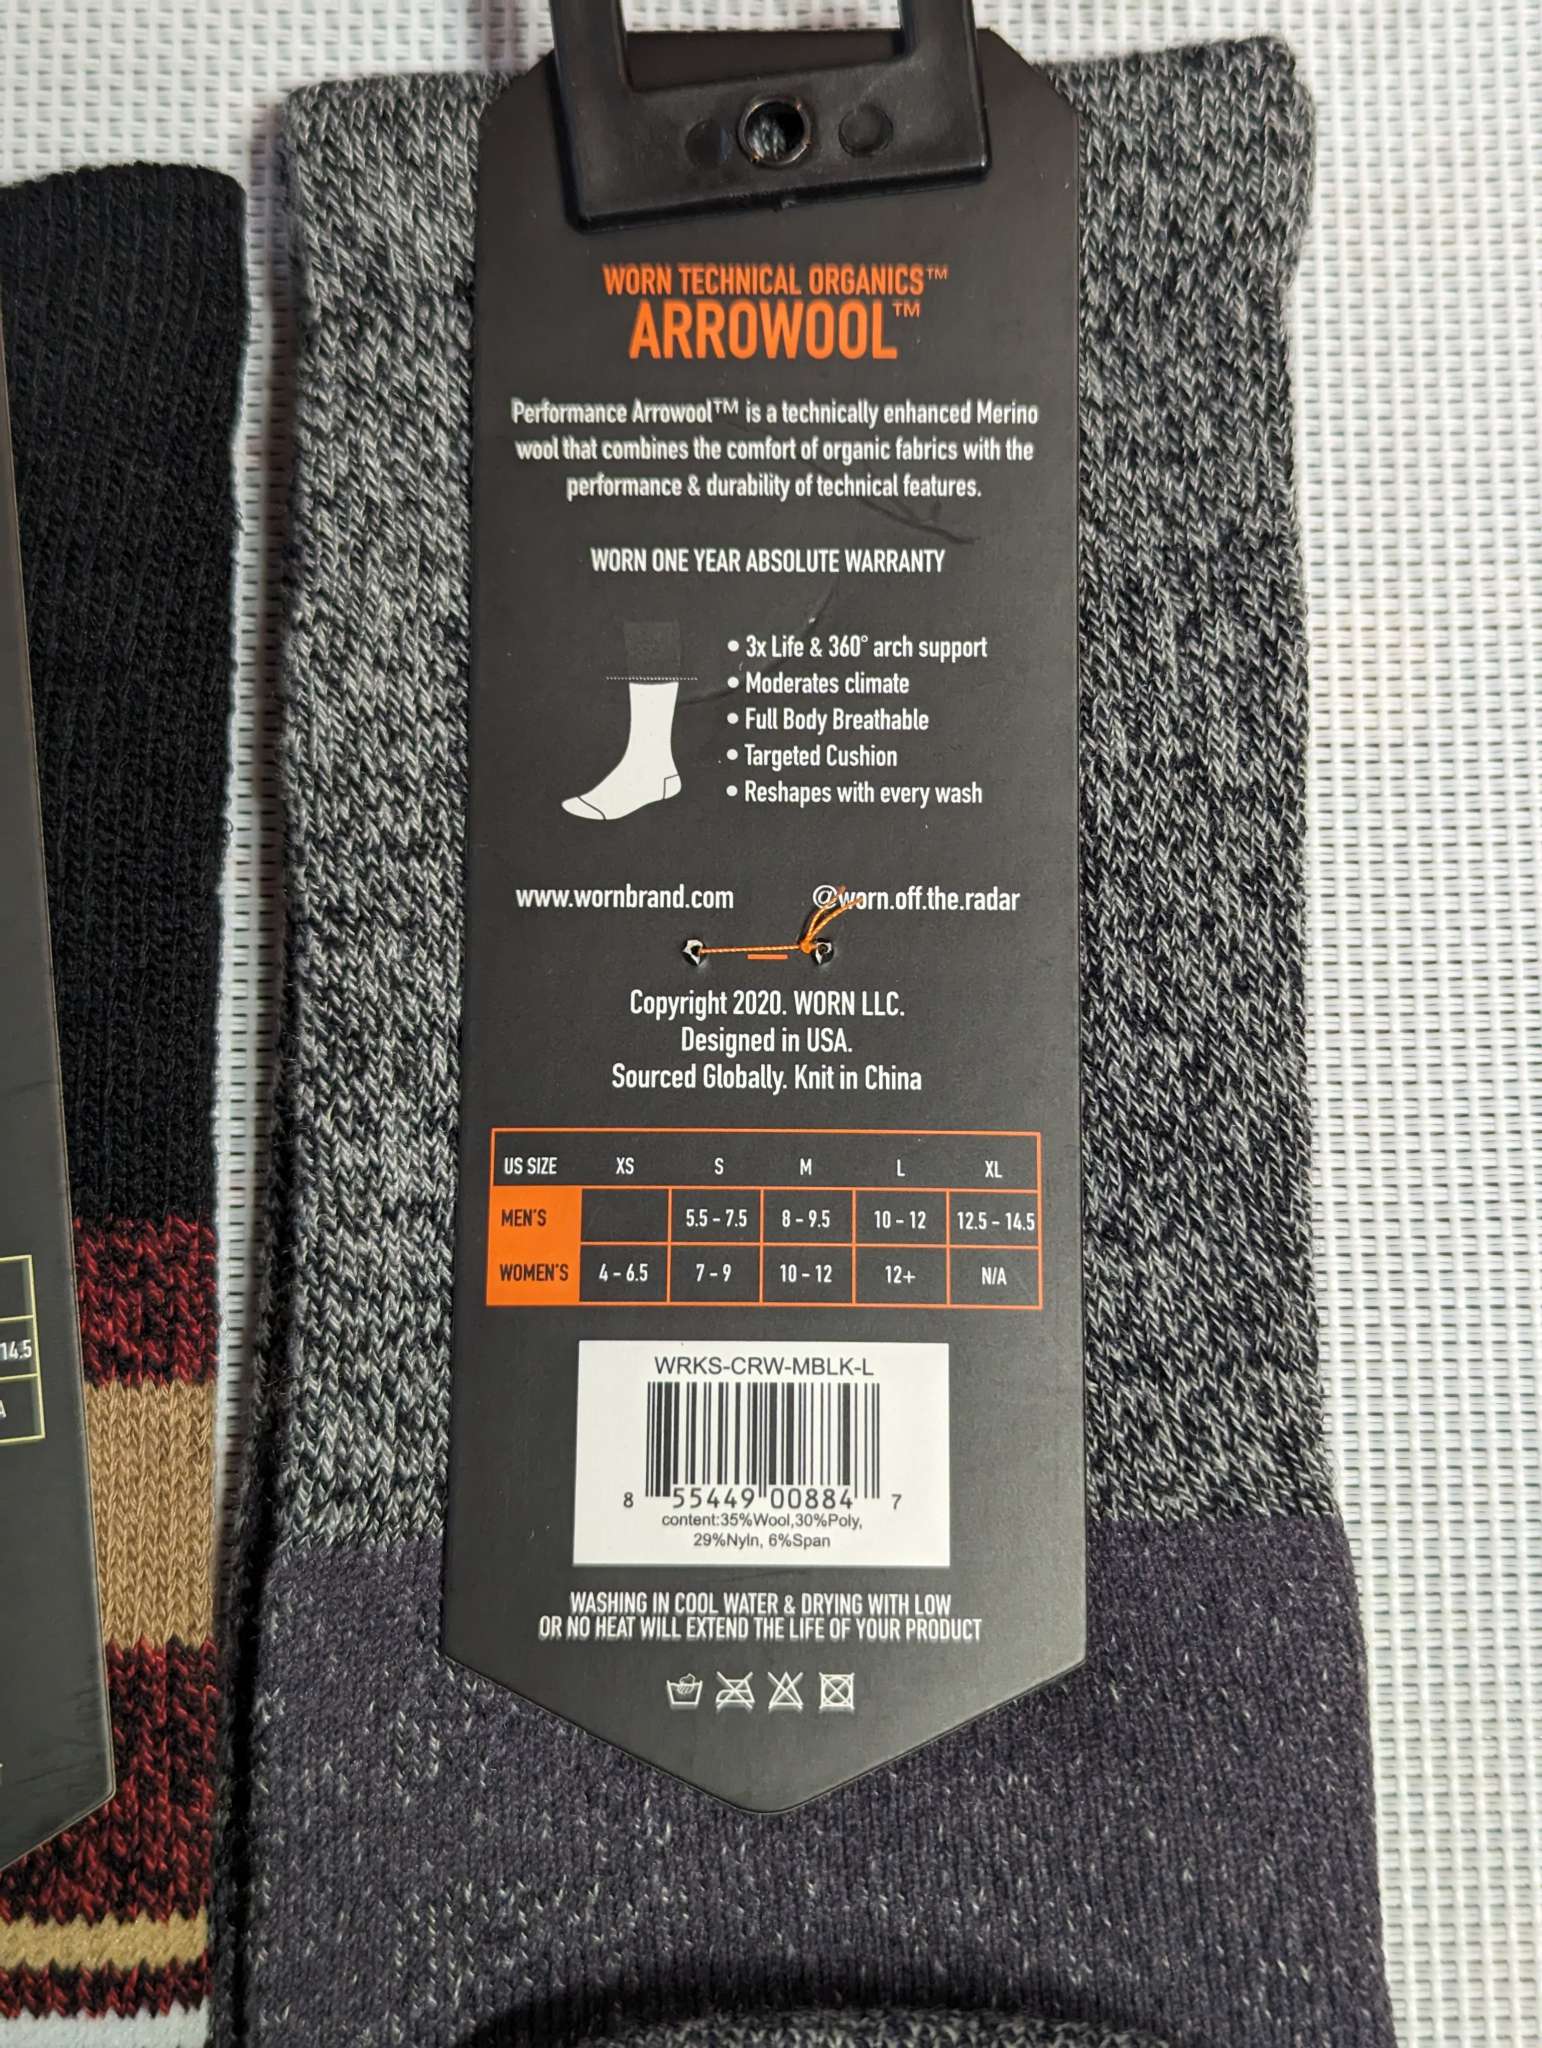 WORN TECHNICAL ORGANICS™
ARROWOOL™
Performance Arrowool™ is a technically enhanced Merino
wool that combines the comfort of organic fabrics with the
performance & durability of technical features.
WORN ONE YEAR ABSOLUTE WARRANTY
• 3x Life & 360° arch support
• Moderates climate
• Full Body Breathable
• Targeted Cushion
• Reshapes with every wash
www.wornbrand.com @worn.off.the.radar
Copyright 2020. WORN LLC.
Designed in USA.
Sourced Globally. Knit in China
US SIZE XS S M L XL
MEN'S 5.5 - 7.5 8 - 9.5 10 - 12 12.5 - 14.5
WOMEN'S 4 - 6.5 7 - 9 10 - 12 12+ N/A
WRKS-CRW-MBLK-L
8 55449 00884 7
content:35%Wool,30%Poly,
29%Nyln, 6%Span
WASHING IN COOL WATER & DRYING WITH LOW
OR NO HEAT WILL EXTEND THE LIFE OF YOUR PRODUCT
14.5